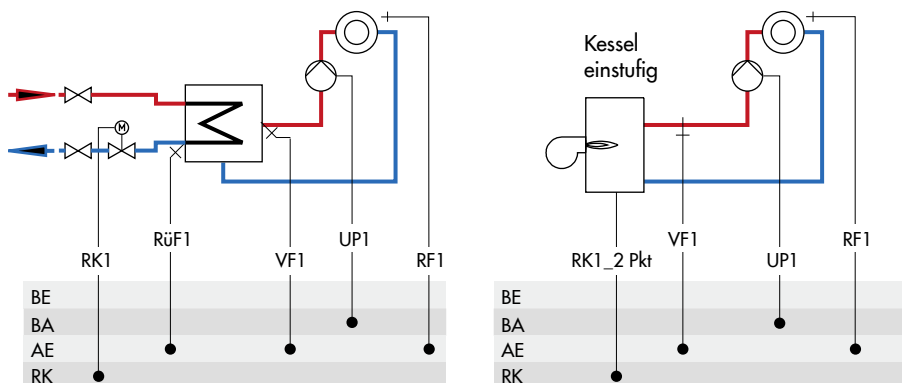 Kessel
einstufig
M
RK1
RüF1
VF1
UP1
RF1
BE
BA
AE
RK
RK1_2 Pkt
VF1
UP1
RF1
BE
BA
AE
RK